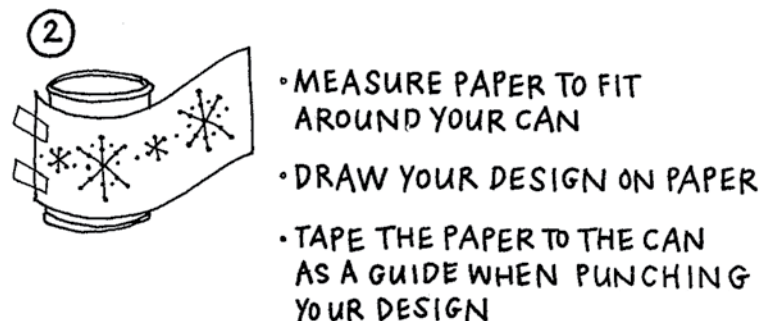 2
• MEASURE PAPER TO FIT
AROUND YOUR CAN
• DRAW YOUR DESIGN ON PAPER
• TAPE THE PAPER TO THE CAN
AS A GUIDE WHEN PUNCHING
YOUR DESIGN